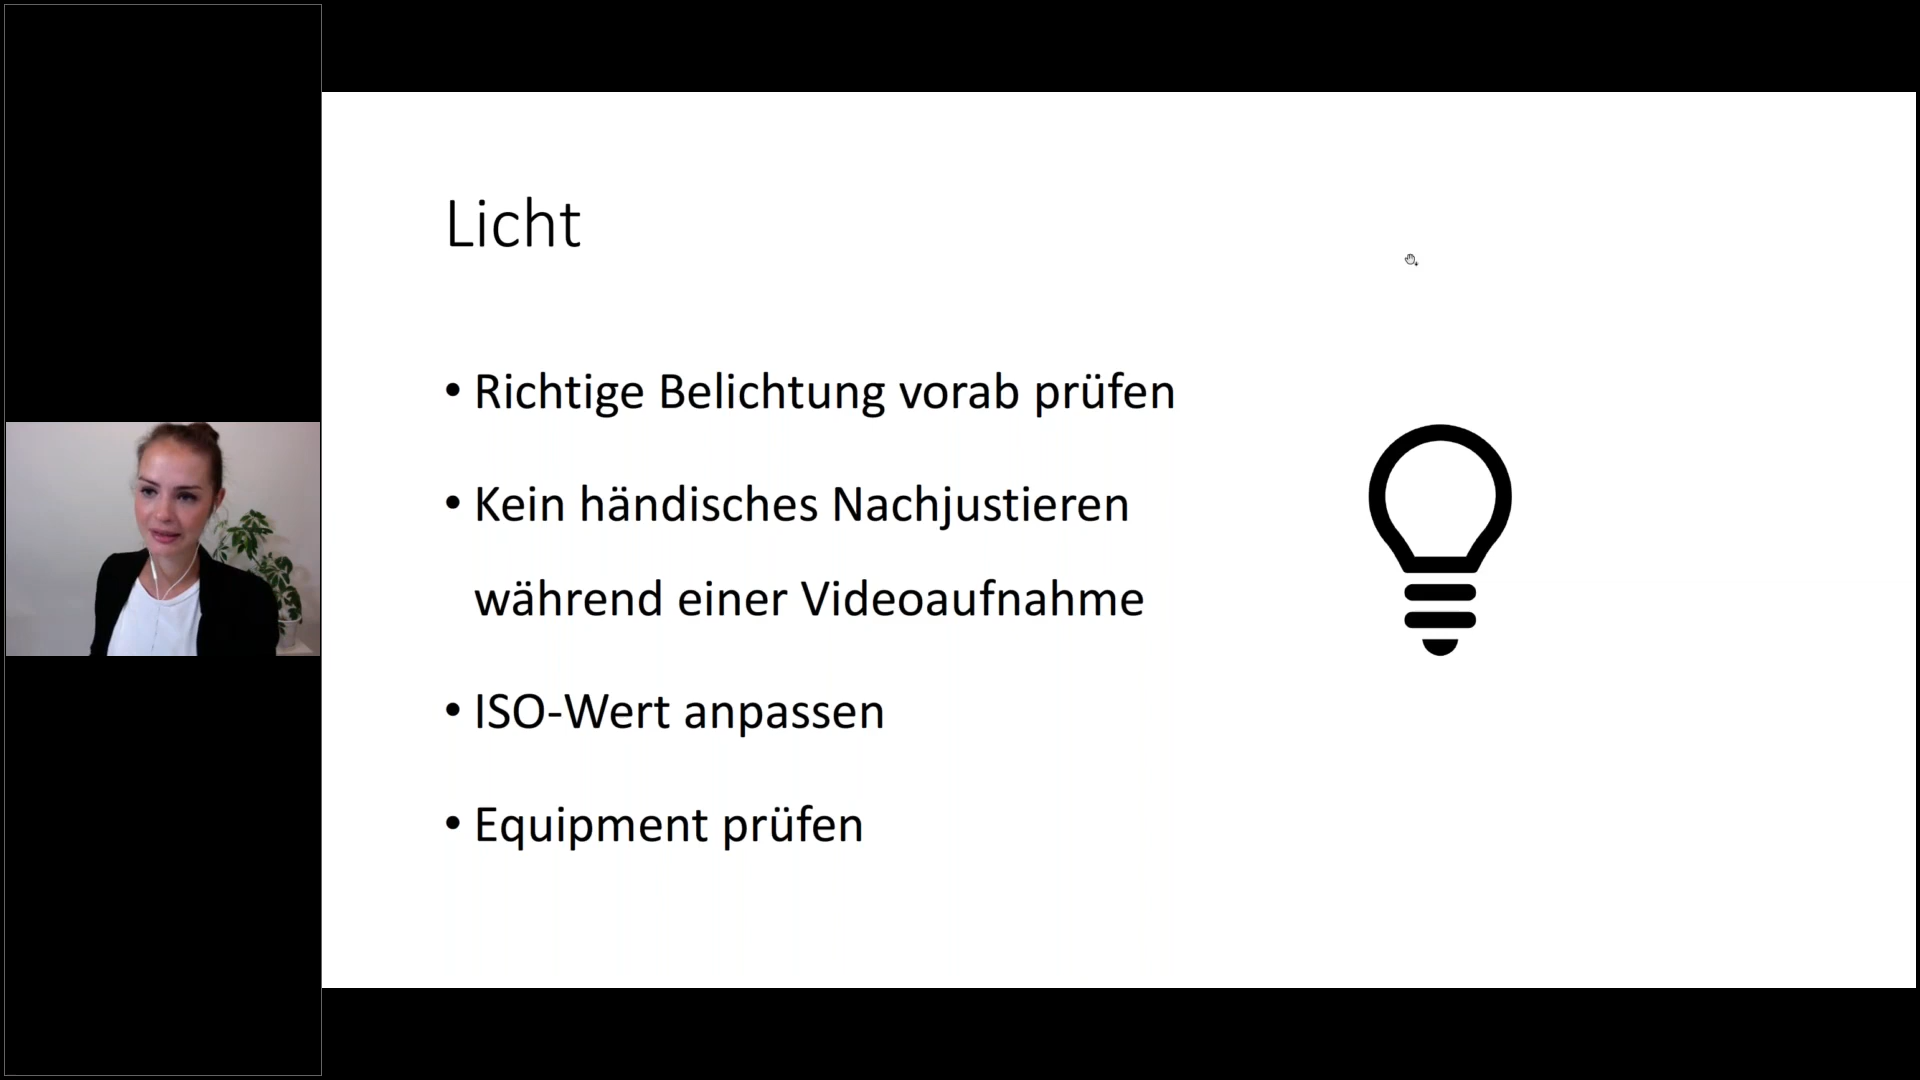 Licht
• Richtige Belichtung vorab prüfen
• Kein händisches Nachjustieren
während einer Videoaufnahme
• ISO-Wert anpassen
• Equipment prüfen